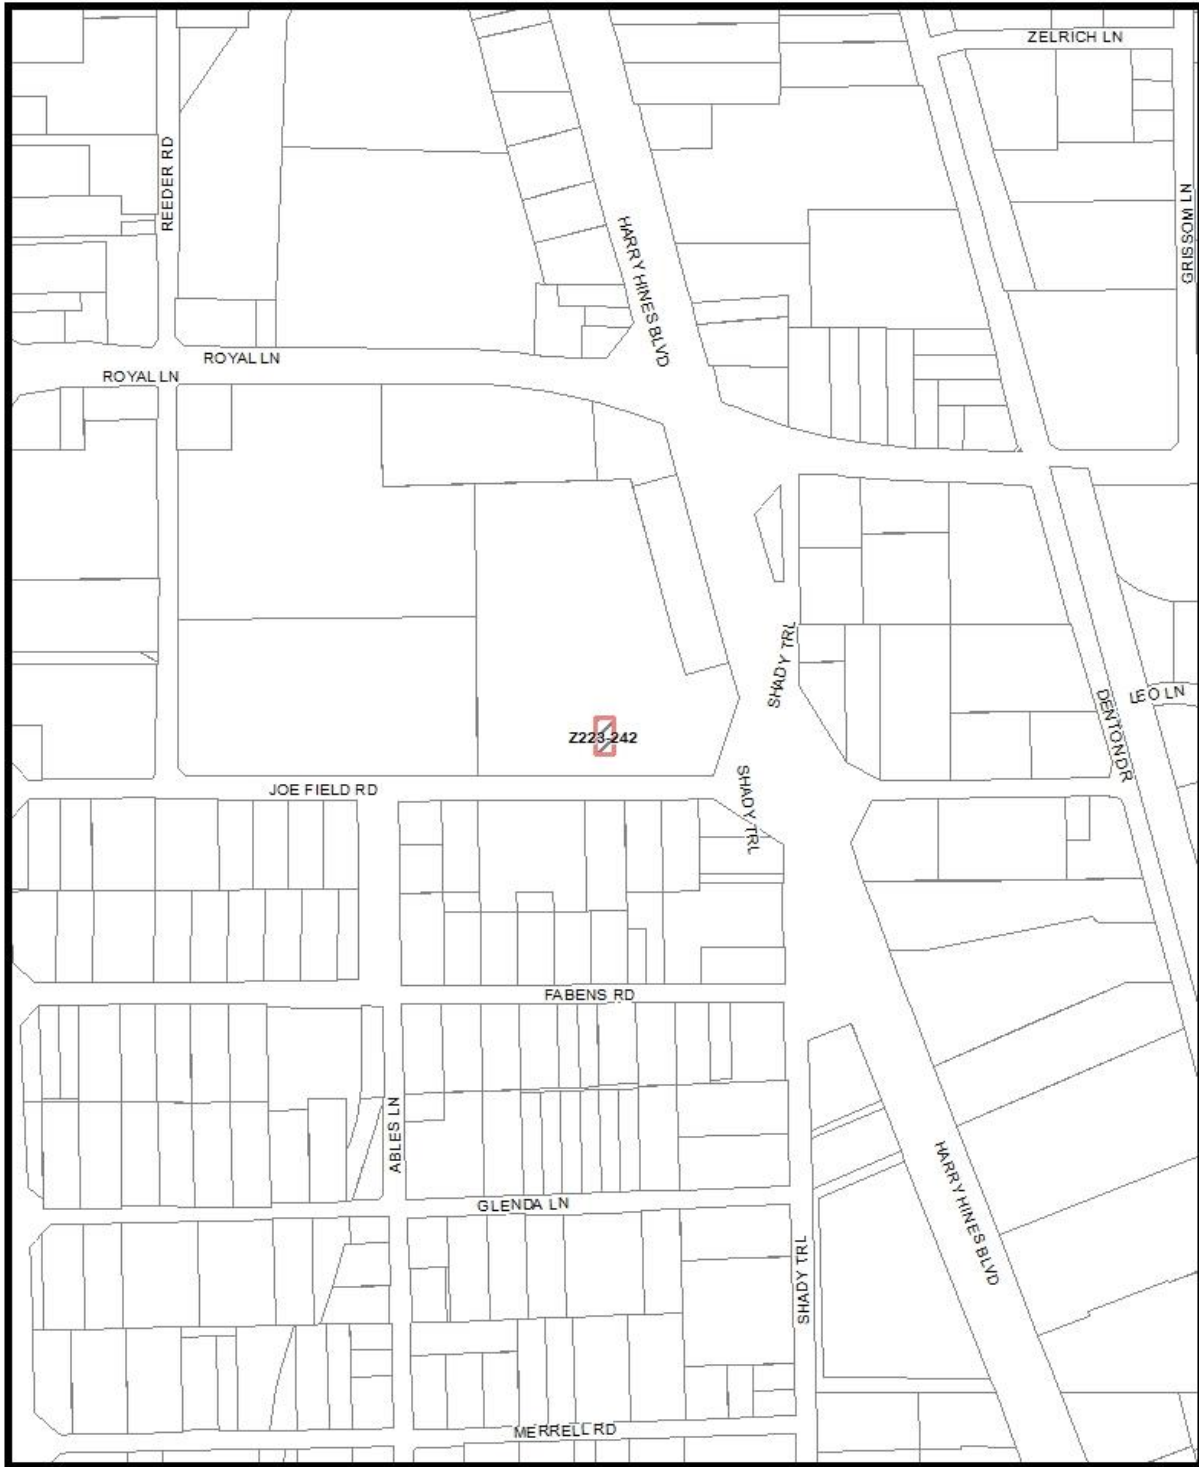 ZELRICH LN
REEDER RD
GRISSOM LN
HARRY HINES BLVD
ROYAL LN
ROYAL LN
SHADY TRL
LEO LN
DENTON DR
Z223-242
JOE FIELD RD
SHADY TRL
FABENS RD
ABLES LN
GLENDA LN
HARRY HINES BLVD
SHADY TRL
MERRELL RD